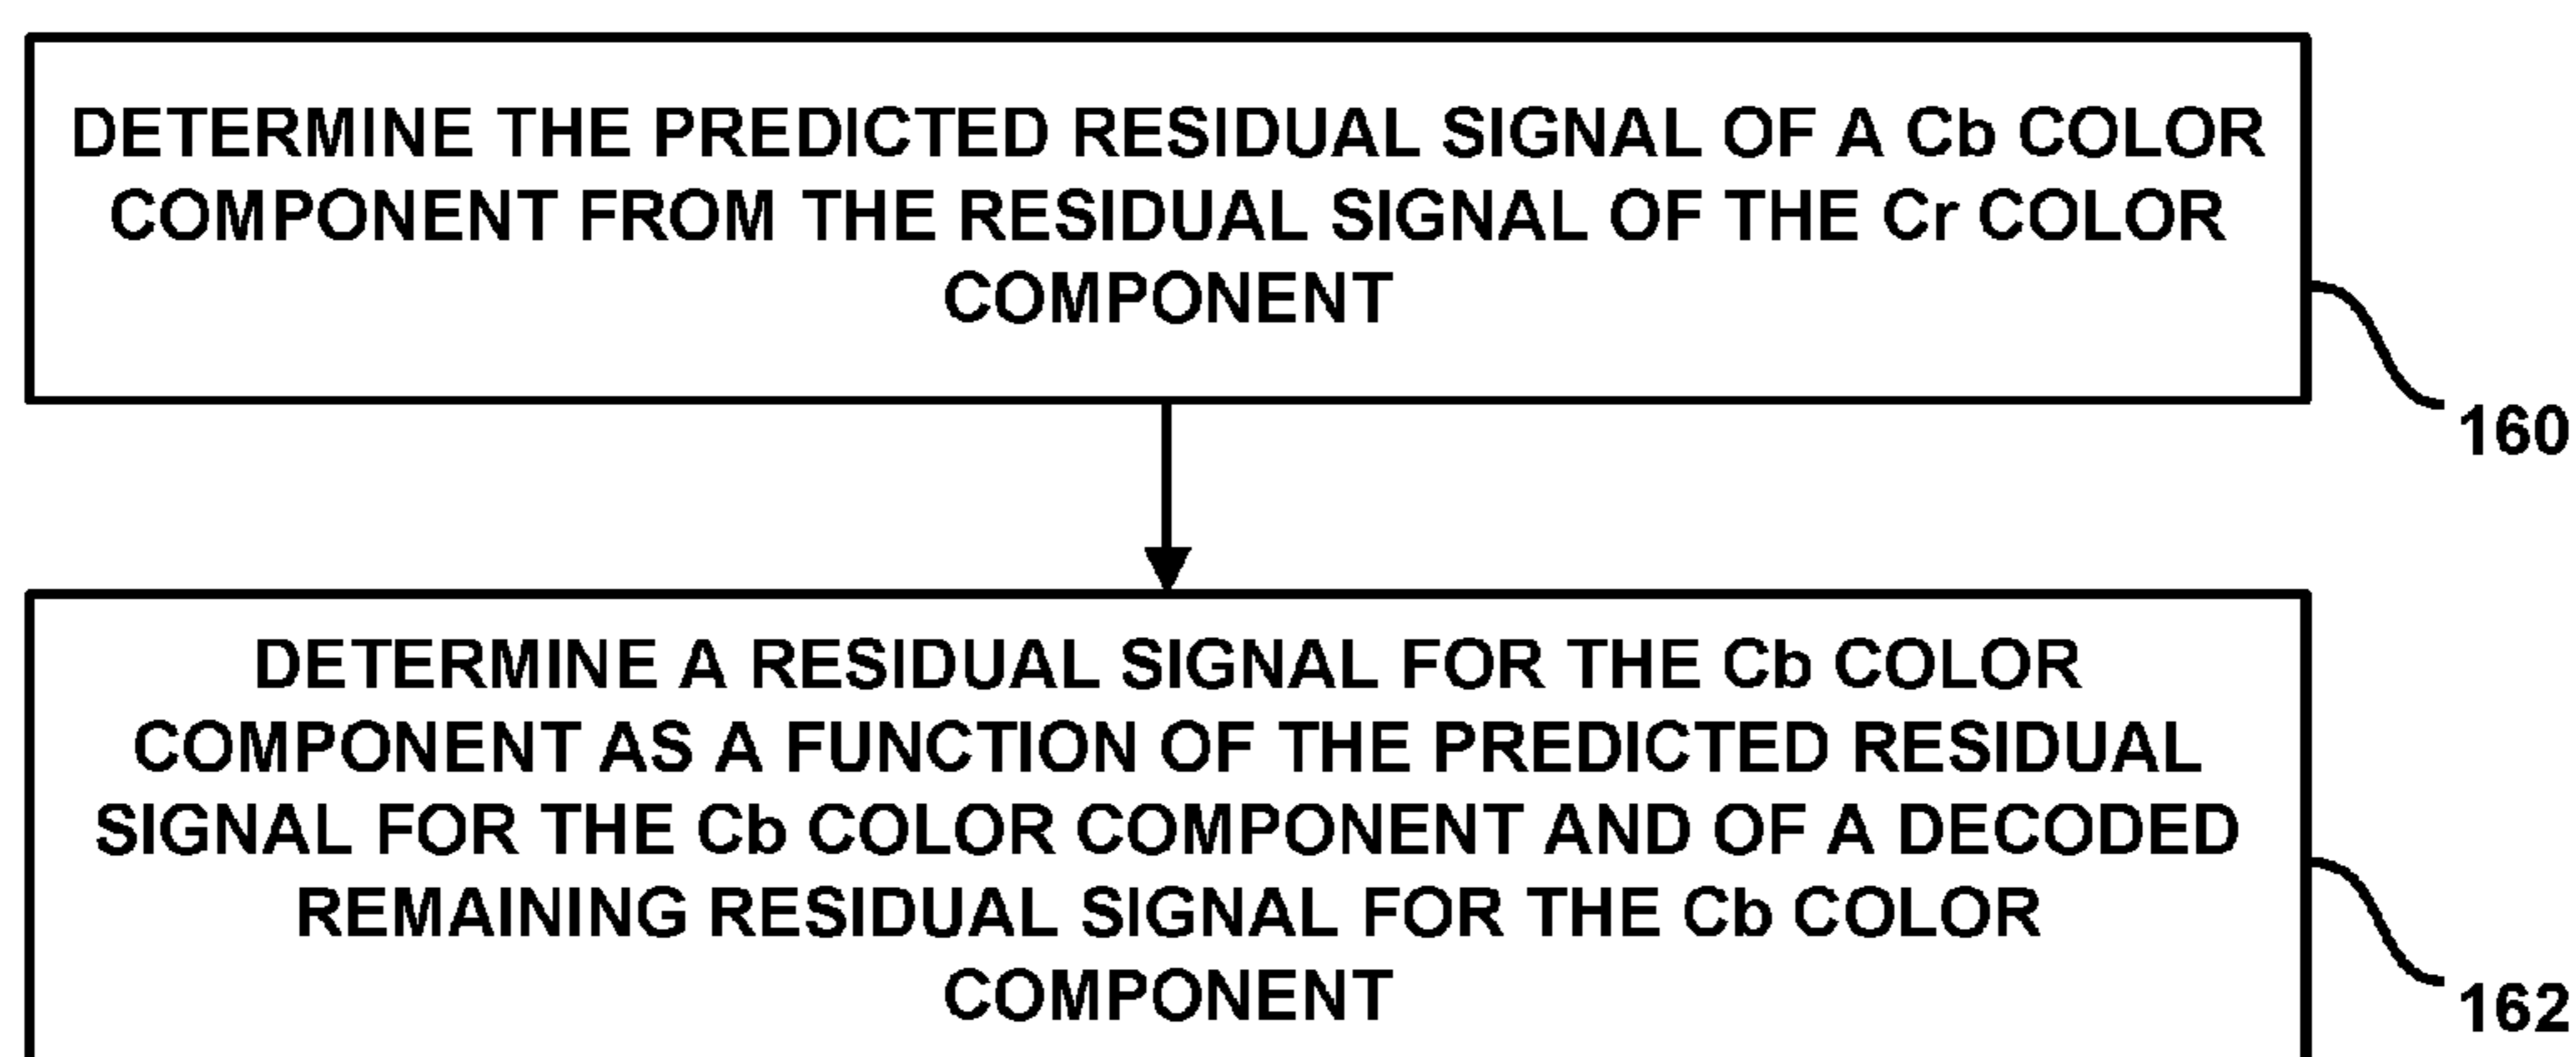 DETERMINE THE PREDICTED RESIDUAL SIGNAL OF A Cb COLOR
COMPONENT FROM THE RESIDUAL SIGNAL OF THE Cr COLOR
COMPONENT
160
DETERMINE A RESIDUAL SIGNAL FOR THE Cb COLOR
COMPONENT AS A FUNCTION OF THE PREDICTED RESIDUAL
SIGNAL FOR THE Cb COLOR COMPONENT AND OF A DECODED
REMAINING RESIDUAL SIGNAL FOR THE Cb COLOR
COMPONENT
162